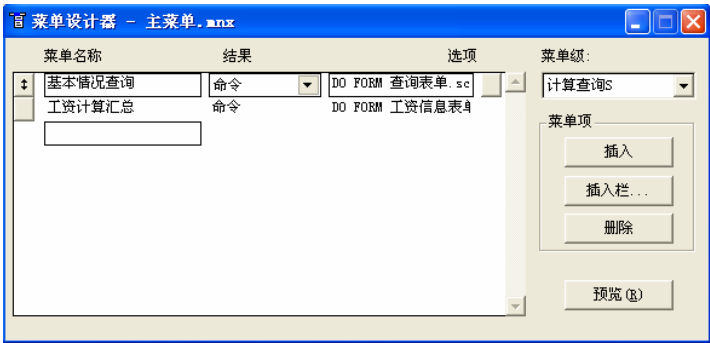 菜单设计器 - 主菜单.mnx
菜单名称 结果 选项 菜单级:
基本情况查询 命令 DO FORM 查询表单.sc 计算查询S
工资计算汇总 命令 DO FORM 工资信息表单
菜单项
插入
插入栏...
删除
预览(R)